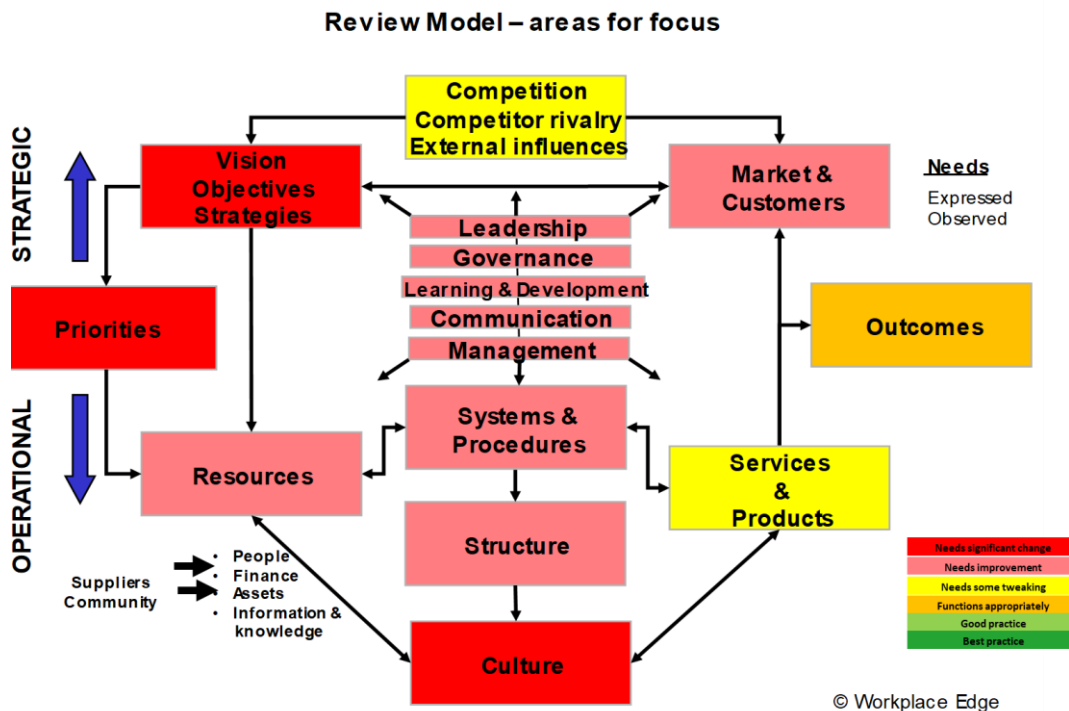 Review Model – areas for focus
STRATEGIC
OPERATIONAL
Competition
Competitor rivalry
External influences
Vision
Objectives
Strategies
Market &
Customers
Needs
Expressed
Observed
Leadership
Governance
Learning & Development
Communication
Management
Priorities
Outcomes
Systems &
Procedures
Resources
Services
&
Products
Structure
Suppliers
Community
• People
• Finance
• Assets
• Information &
knowledge
Culture
Needs significant change
Needs improvement
Needs some tweaking
Functions appropriately
Good practice
Best practice
© Workplace Edge